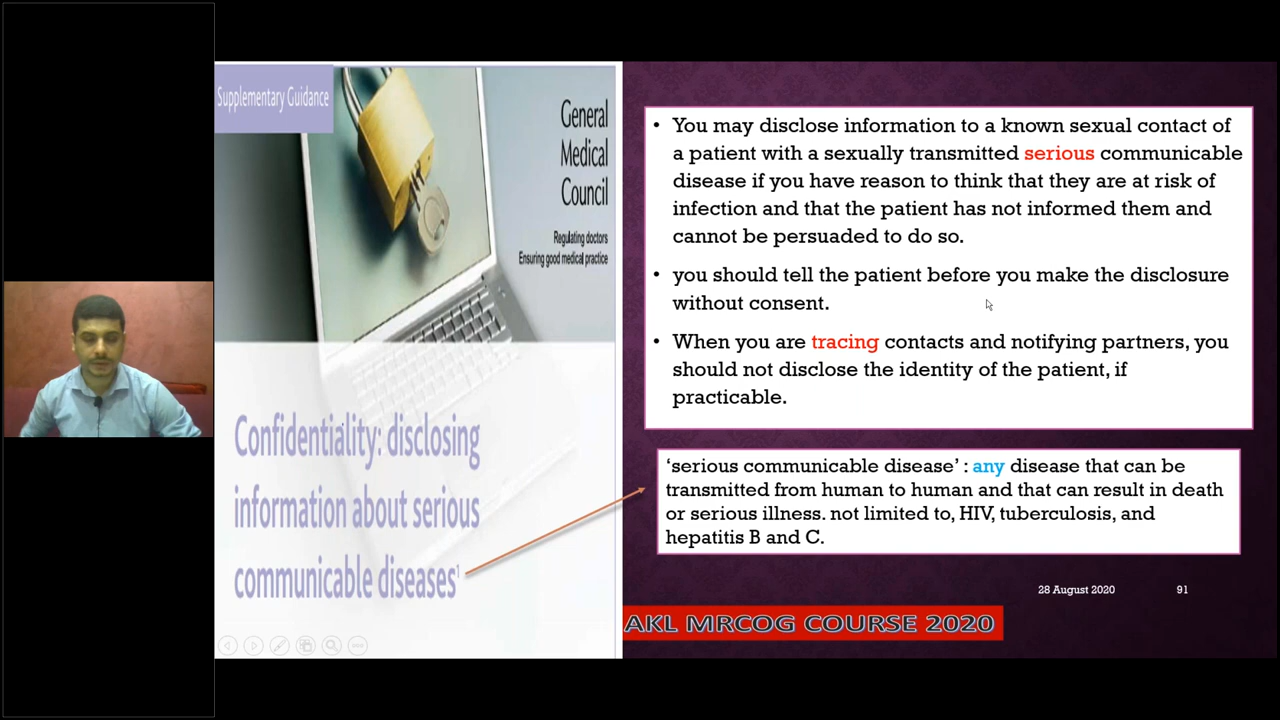 Supplementary Guidance
General
Medical
Council
Regulating doctors
Ensuring good medical practice
Confidentiality: disclosing
information about serious
communicable diseases¹
• You may disclose information to a known sexual contact of
a patient with a sexually transmitted serious communicable
disease if you have reason to think that they are at risk of
infection and that the patient has not informed them and
cannot be persuaded to do so.
• you should tell the patient before you make the disclosure
without consent.
• When you are tracing contacts and notifying partners, you
should not disclose the identity of the patient, if
practicable.
‘serious communicable disease’ : any disease that can be
transmitted from human to human and that can result in death
or serious illness. not limited to, HIV, tuberculosis, and
hepatitis B and C.
28 August 2020
91
AKL MRCOG COURSE 2020